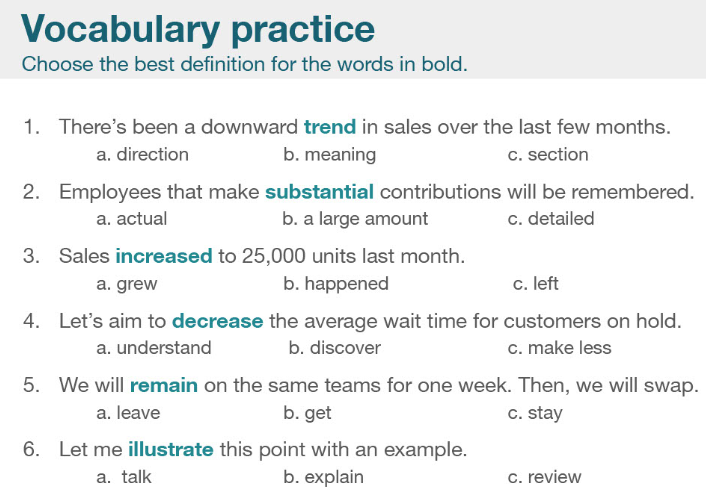 Vocabulary practice
Choose the best definition for the words in bold.
1. There's been a downward trend in sales over the last few months.
a. direction b. meaning c. section
2. Employees that make substantial contributions will be remembered.
a. actual b. a large amount c. detailed
3. Sales increased to 25,000 units last month.
a. grew b. happened c. left
4. Let's aim to decrease the average wait time for customers on hold.
a. understand b. discover c. make less
5. We will remain on the same teams for one week. Then, we will swap.
a. leave b. get c. stay
6. Let me illustrate this point with an example.
a. talk b. explain c. review